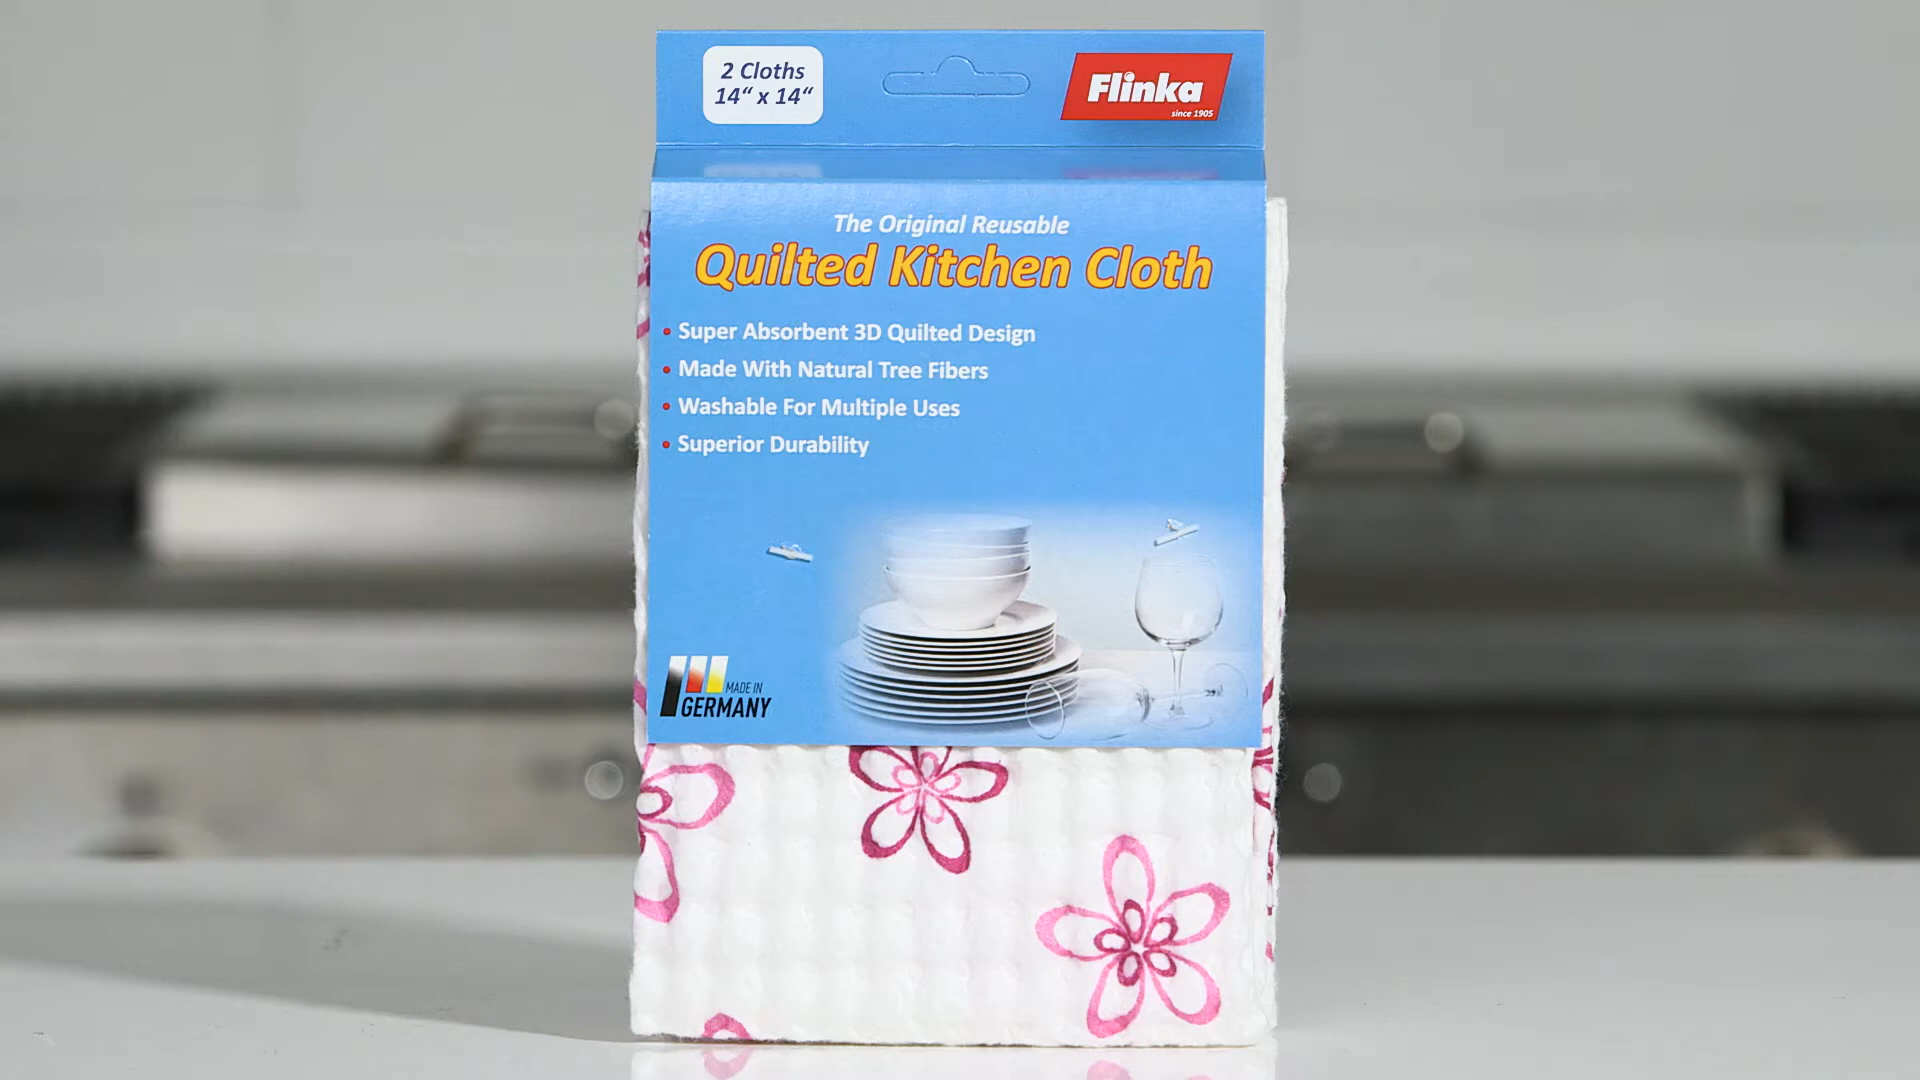 2 Cloths
14“ x 14“
Flinka
since 1905
The Original Reusable
Quilted Kitchen Cloth
• Super Absorbent 3D Quilted Design
• Made With Natural Tree Fibers
• Washable For Multiple Uses
• Superior Durability
MADE IN
GERMANY